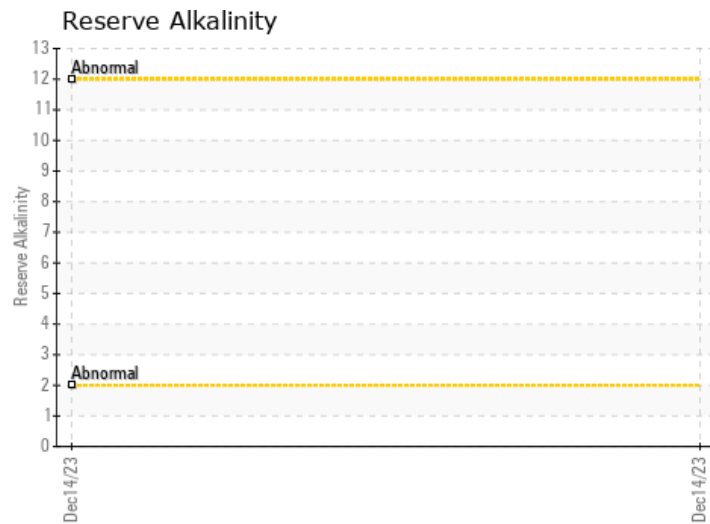 Reserve Alkalinity
13
Abnormal
12
11
10
9
8
7
6
5
4
3
Abnormal
2
1
0
Reserve Alkalinity
Dec14/23
Dec14/23